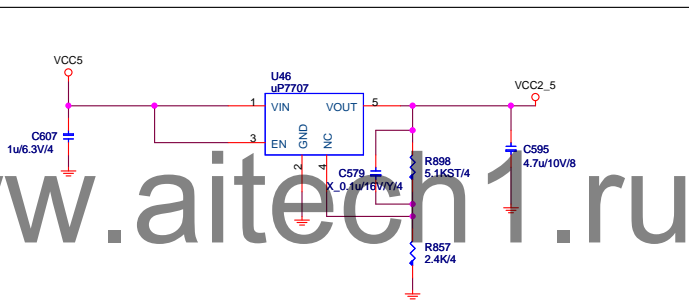 VCC5
U46
uP7707
VCC2_5
1
VIN
VOUT
5
3
EN
GND
NC
2
4
C607
1u/6.3V/4
C579
X_0.1u/16V/Y/4
R898
5.1KST/4
C595
4.7u/10V/8
R857
2.4K/4
w.aitech1.ru